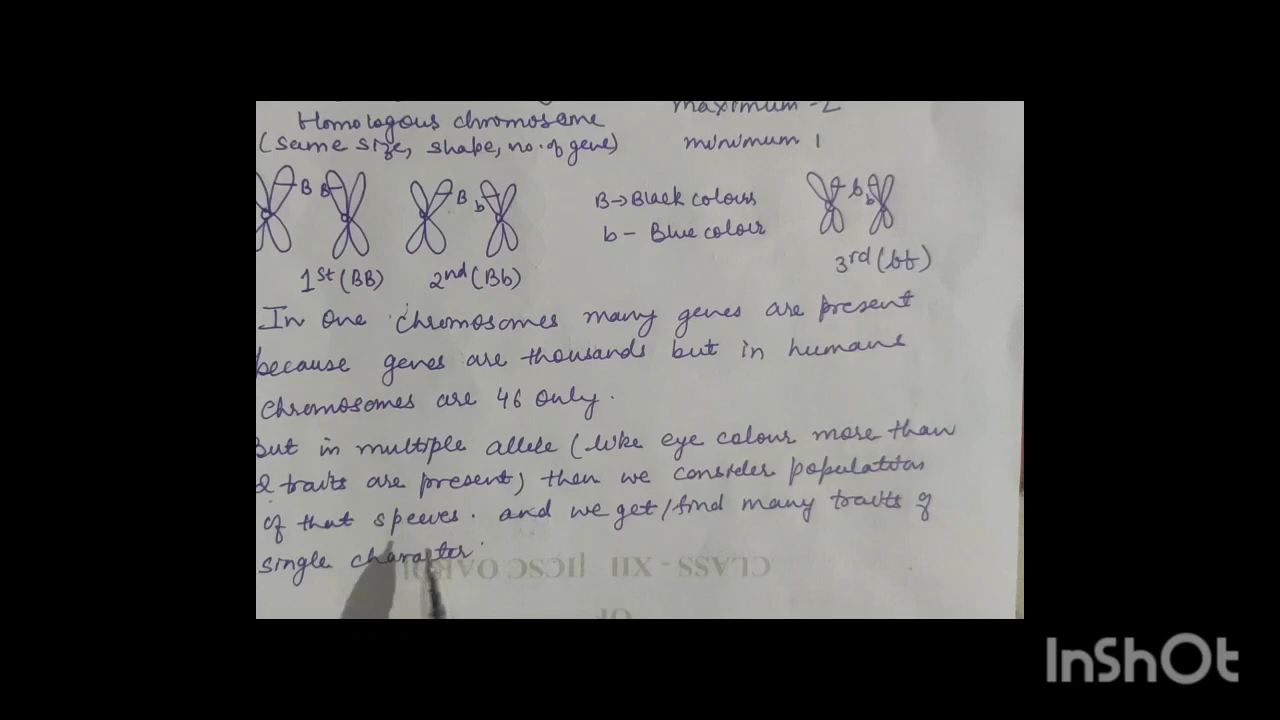 maximum - 2
Homologous chromosome
(same size, shape, no. of gene)
minimum 1
B B
B b
B → Black colour
b - Blue colour
b b
1st (BB)
2nd (Bb)
3rd (bb)
In one chromosomes many genes are present
because genes are thousands but in humans
chromosomes are 46 only.
But in multiple allele (like eye colour more than
2 traits are present) then we consider population
of that speeves. and we get/find many traits of
single character.
CLASS - XII
InShOt